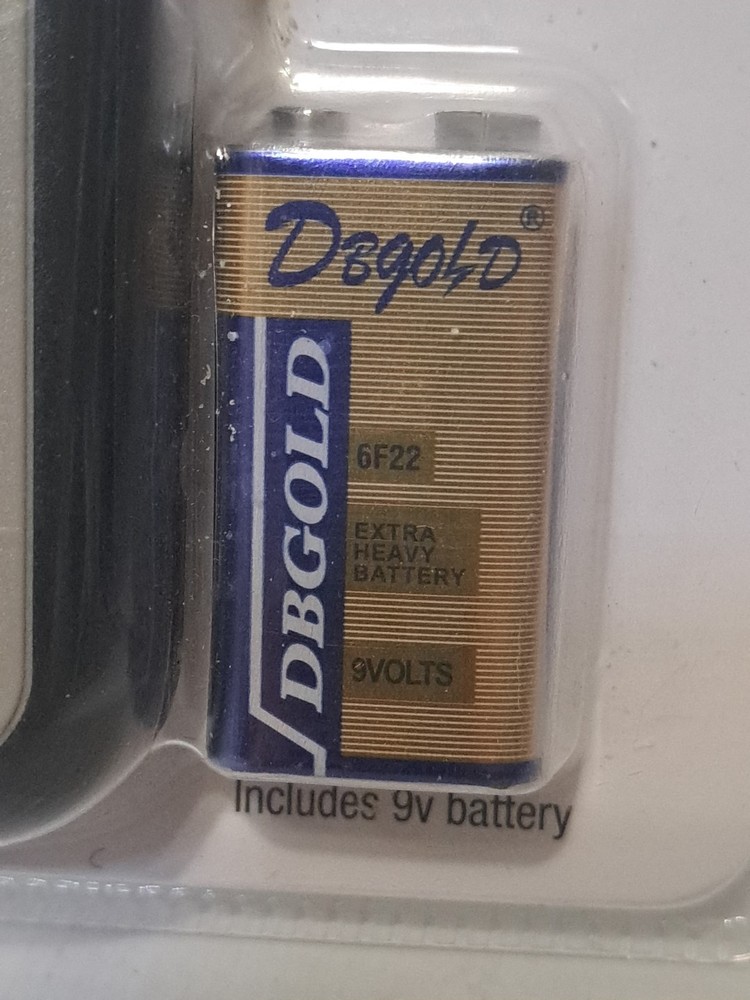 DBgolD®
DBGOLD
6F22
EXTRA
HEAVY
BATTERY
9VOLTS
Includes 9v battery